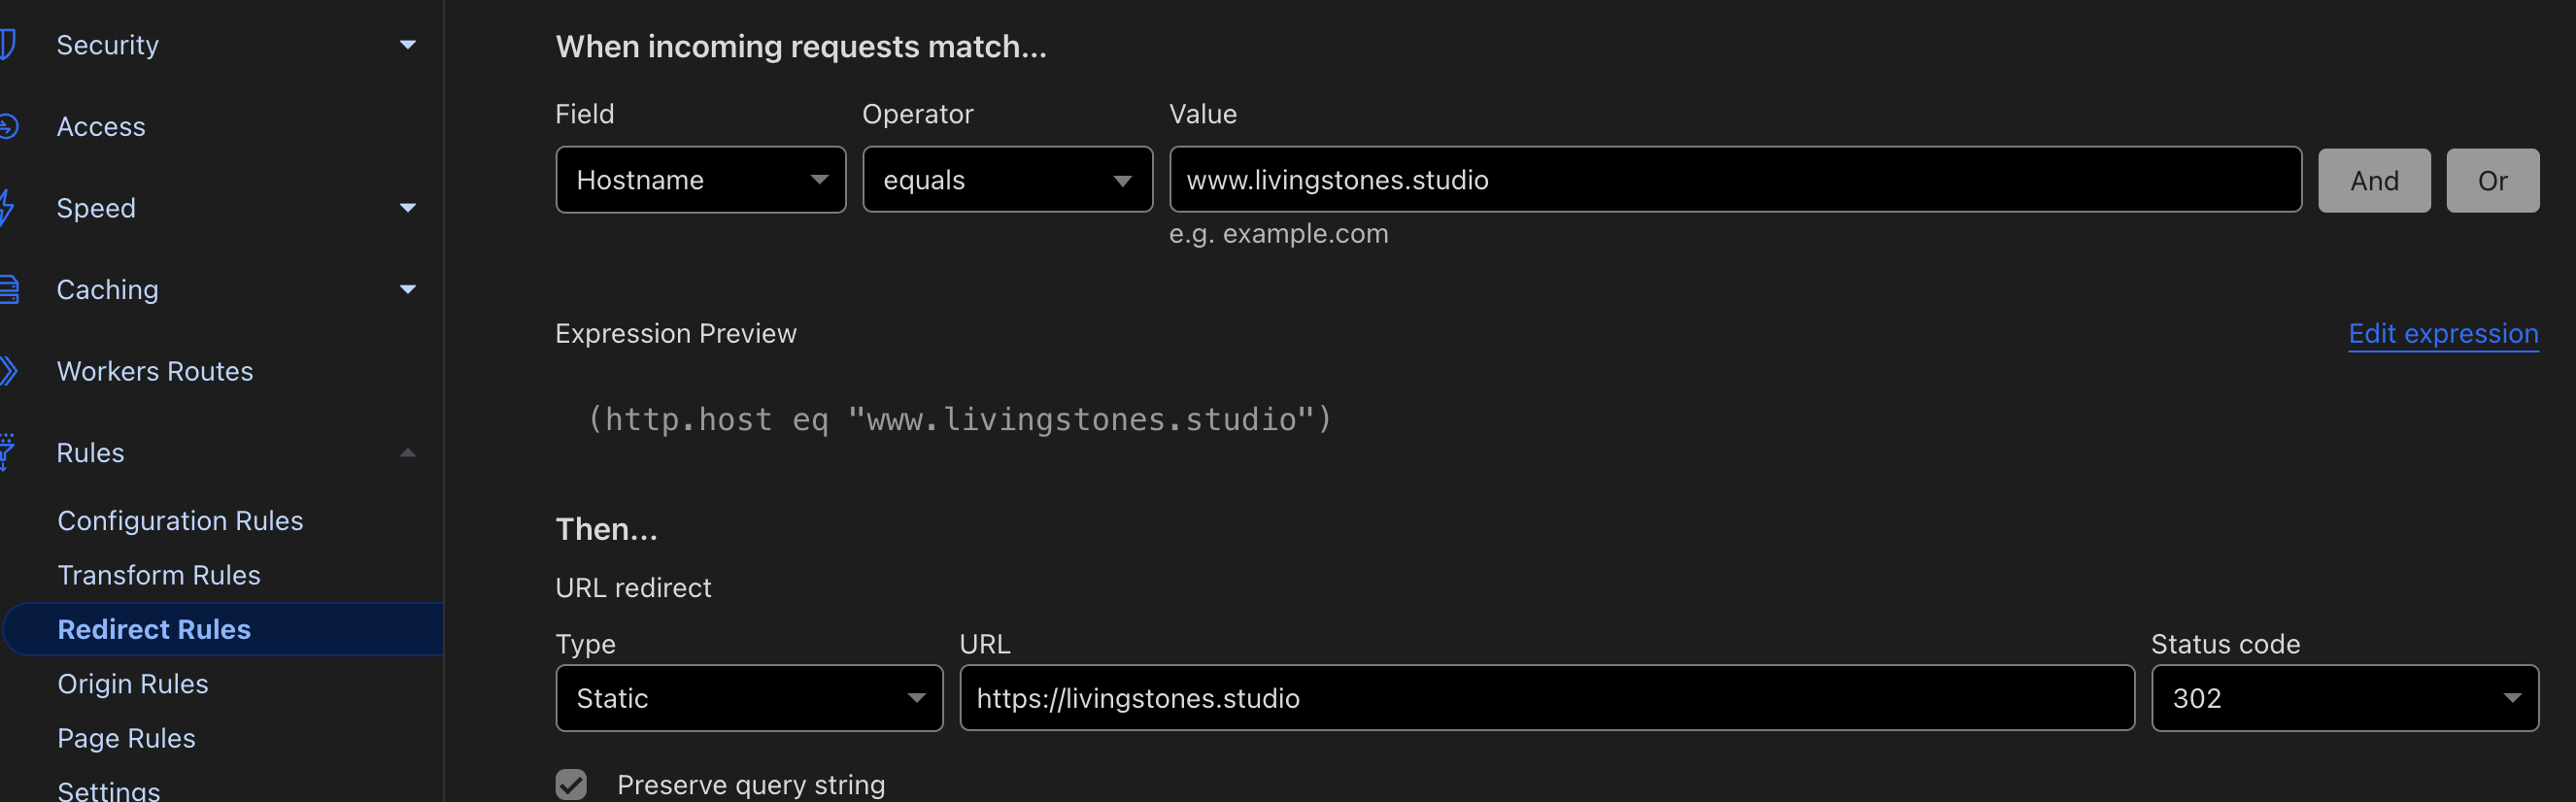 Security
Access
Speed
Caching
Workers Routes
Rules
Configuration Rules
Transform Rules
Redirect Rules
Origin Rules
Page Rules
Settings
When incoming requests match...
Field Operator Value
Hostname equals www.livingstones.studio And Or
e.g. example.com
Expression Preview Edit expression
(http.host eq "www.livingstones.studio")
Then...
URL redirect
Type URL Status code
Static https://livingstones.studio 302
Preserve query string